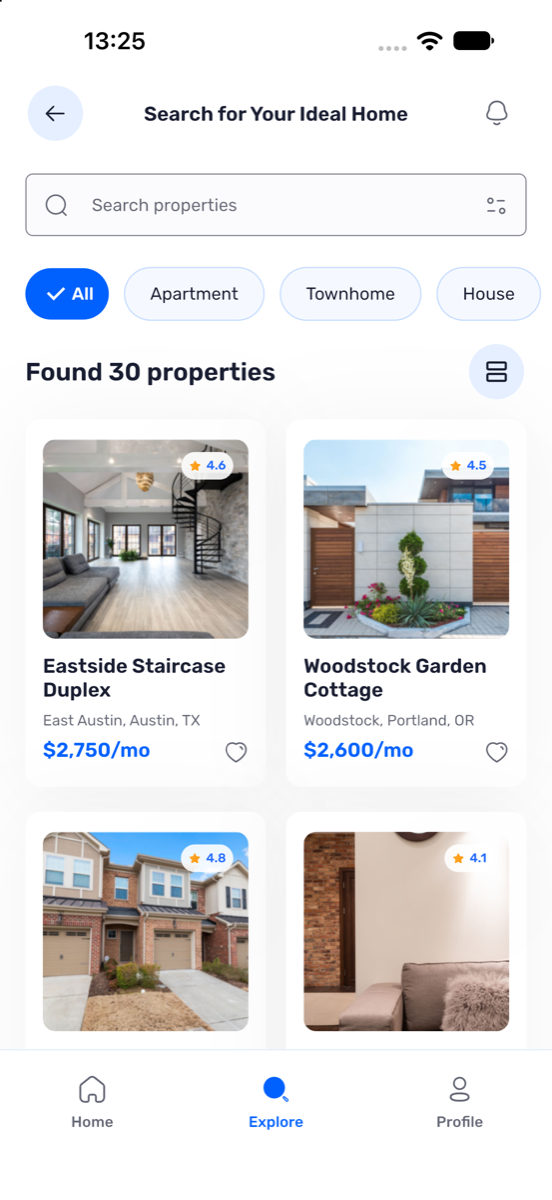 13:25
Search for Your Ideal Home
Search properties
All
Apartment
Townhome
House
Found 30 properties
4.6
4.5
Eastside Staircase
Duplex
East Austin, Austin, TX
$2,750/mo
Woodstock Garden
Cottage
Woodstock, Portland, OR
$2,600/mo
4.8
4.1
Home
Explore
Profile